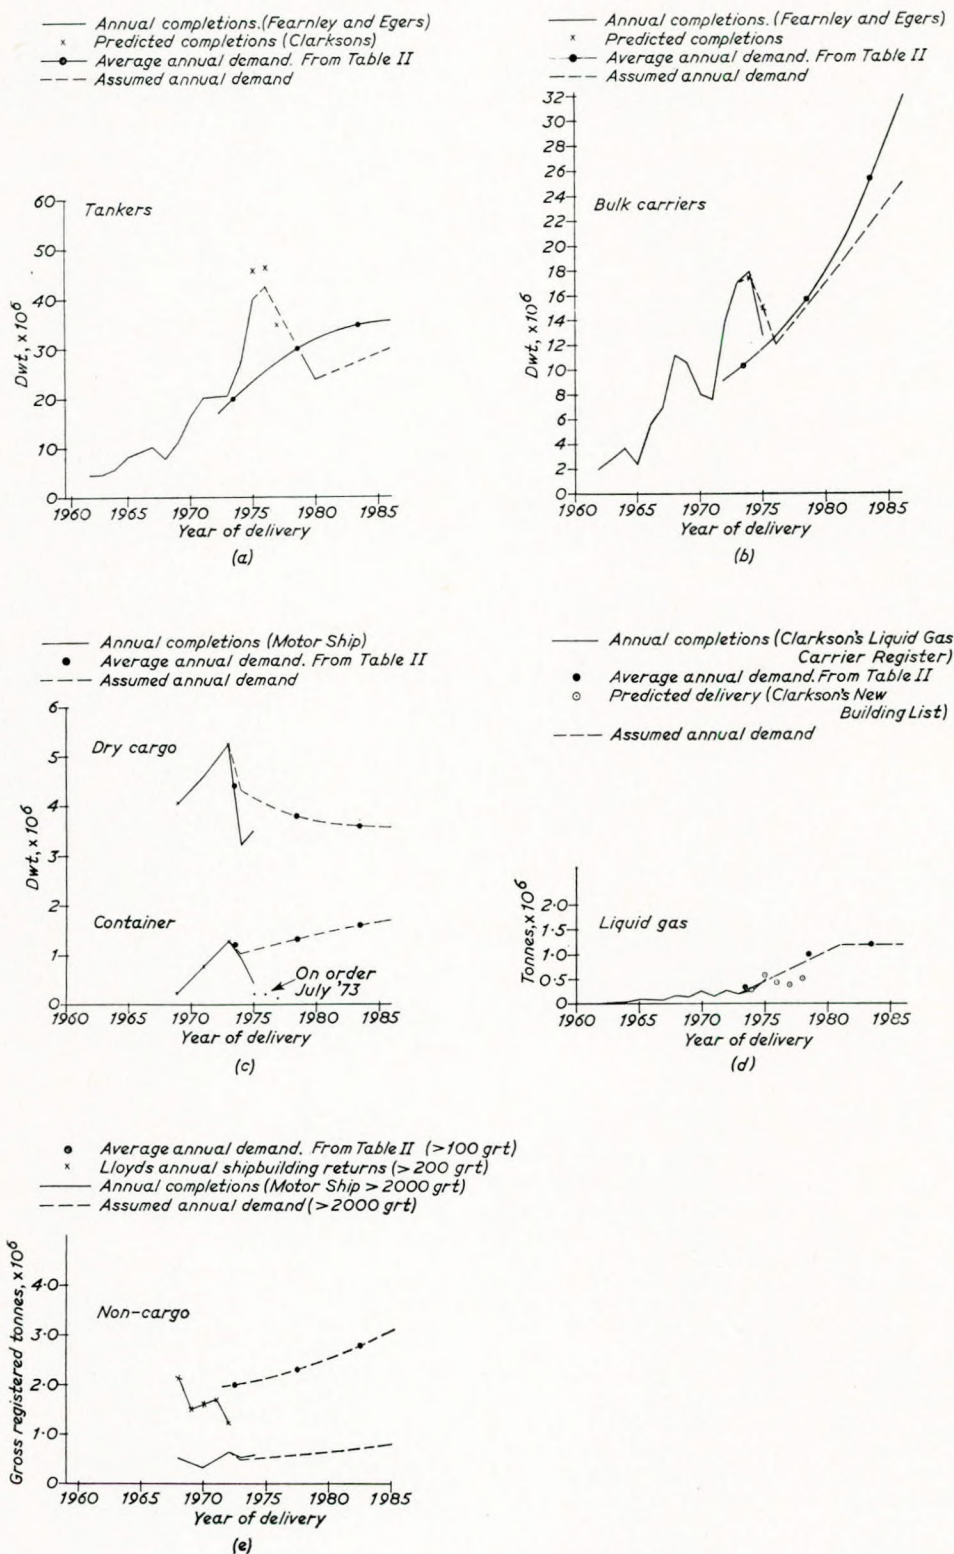 Annual completions.(Fearnley and Egers)
Predicted completions (Clarksons)
Average annual demand. From Table II
Assumed annual demand
60
50
40
30
20
10
0
Dwt, x10⁶
Tankers
1960 1965 1970 1975 1980 1985
Year of delivery
(a)
Annual completions. (Fearnley and Egers)
Predicted completions
Average annual demand. From Table II
Assumed annual demand
32
30
28
26
24
22
20
18
16
14
12
10
8
6
4
2
0
Dwt, x10⁶
Bulk carriers
1960 1965 1970 1975 1980 1985
Year of delivery
(b)
Annual completions (Motor Ship)
Average annual demand. From Table II
Assumed annual demand
6
5
4
3
2
1
0
Dwt, x10⁶
Dry cargo
Container
On order
July '73
1960 1965 1970 1975 1980 1985
Year of delivery
(c)
Annual completions (Clarkson's Liquid Gas
Carrier Register)
Average annual demand. From Table II
Predicted delivery (Clarkson's New
Building List)
Assumed annual demand
2·0
1·5
1·0
0·5
0
Tonnes, x10⁶
Liquid gas
1960 1965 1970 1975 1980 1985
Year of delivery
(d)
Average annual demand. From Table II (>100 grt)
Lloyds annual shipbuilding returns (>200 grt)
Annual completions (Motor Ship >2000 grt)
Assumed annual demand (>2000 grt)
4·0
3·0
2·0
1·0
0
Gross registered tonnes, x10⁶
Non-cargo
1960 1965 1970 1975 1980 1985
Year of delivery
(e)